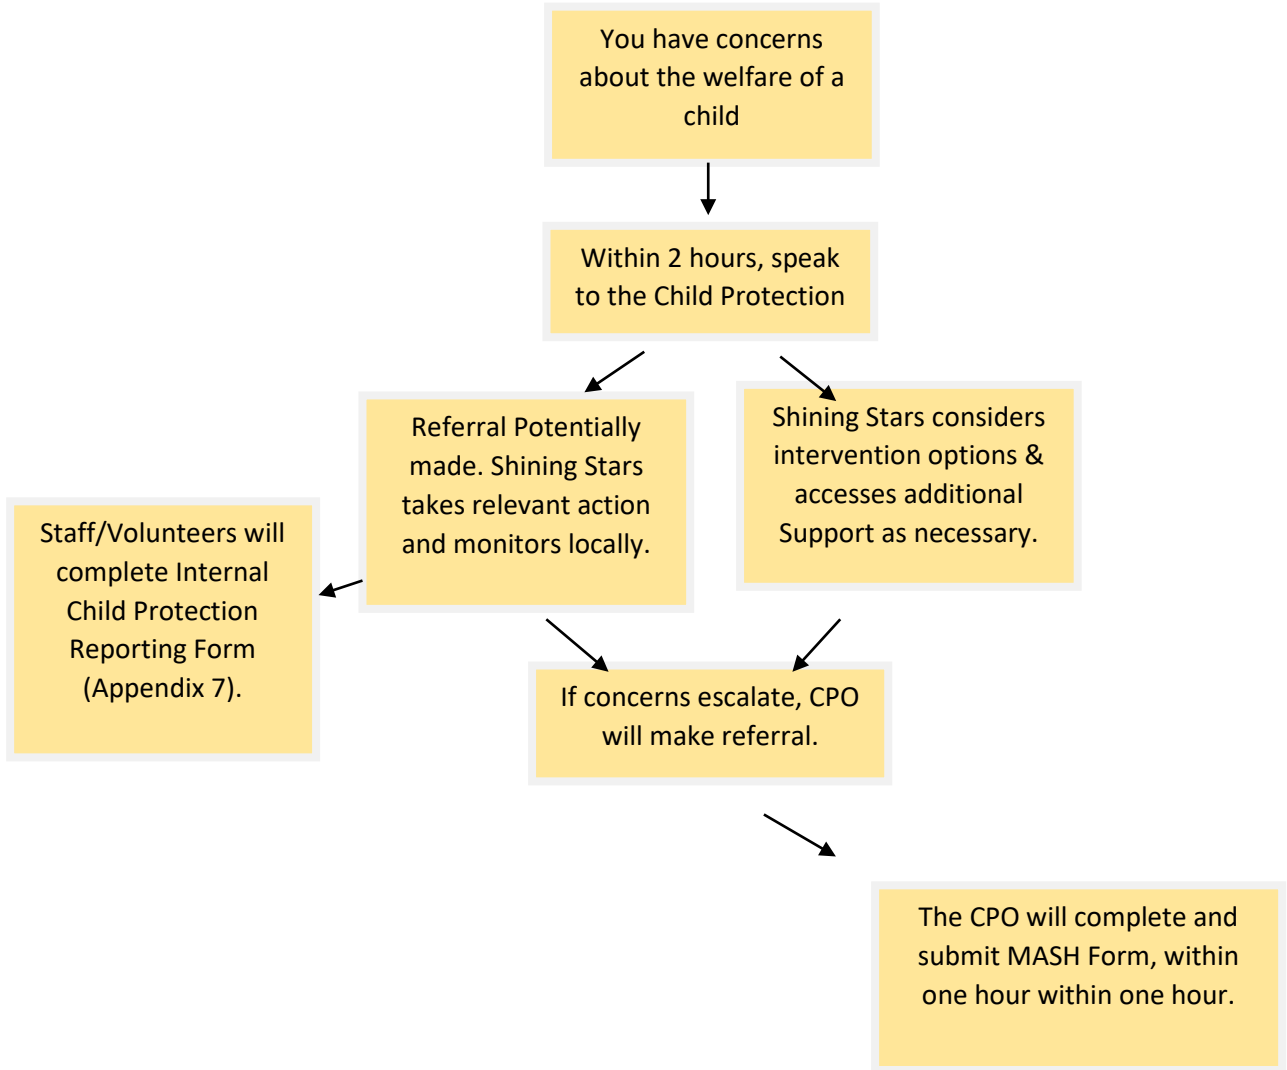 You have concerns
about the welfare of a
child
Within 2 hours, speak
to the Child Protection
Referral Potentially
made. Shining Stars
takes relevant action
and monitors locally.
Shining Stars considers
intervention options &
accesses additional
Support as necessary.
Staff/Volunteers will
complete Internal
Child Protection
Reporting Form
(Appendix 7).
If concerns escalate, CPO
will make referral.
The CPO will complete and
submit MASH Form, within
one hour within one hour.